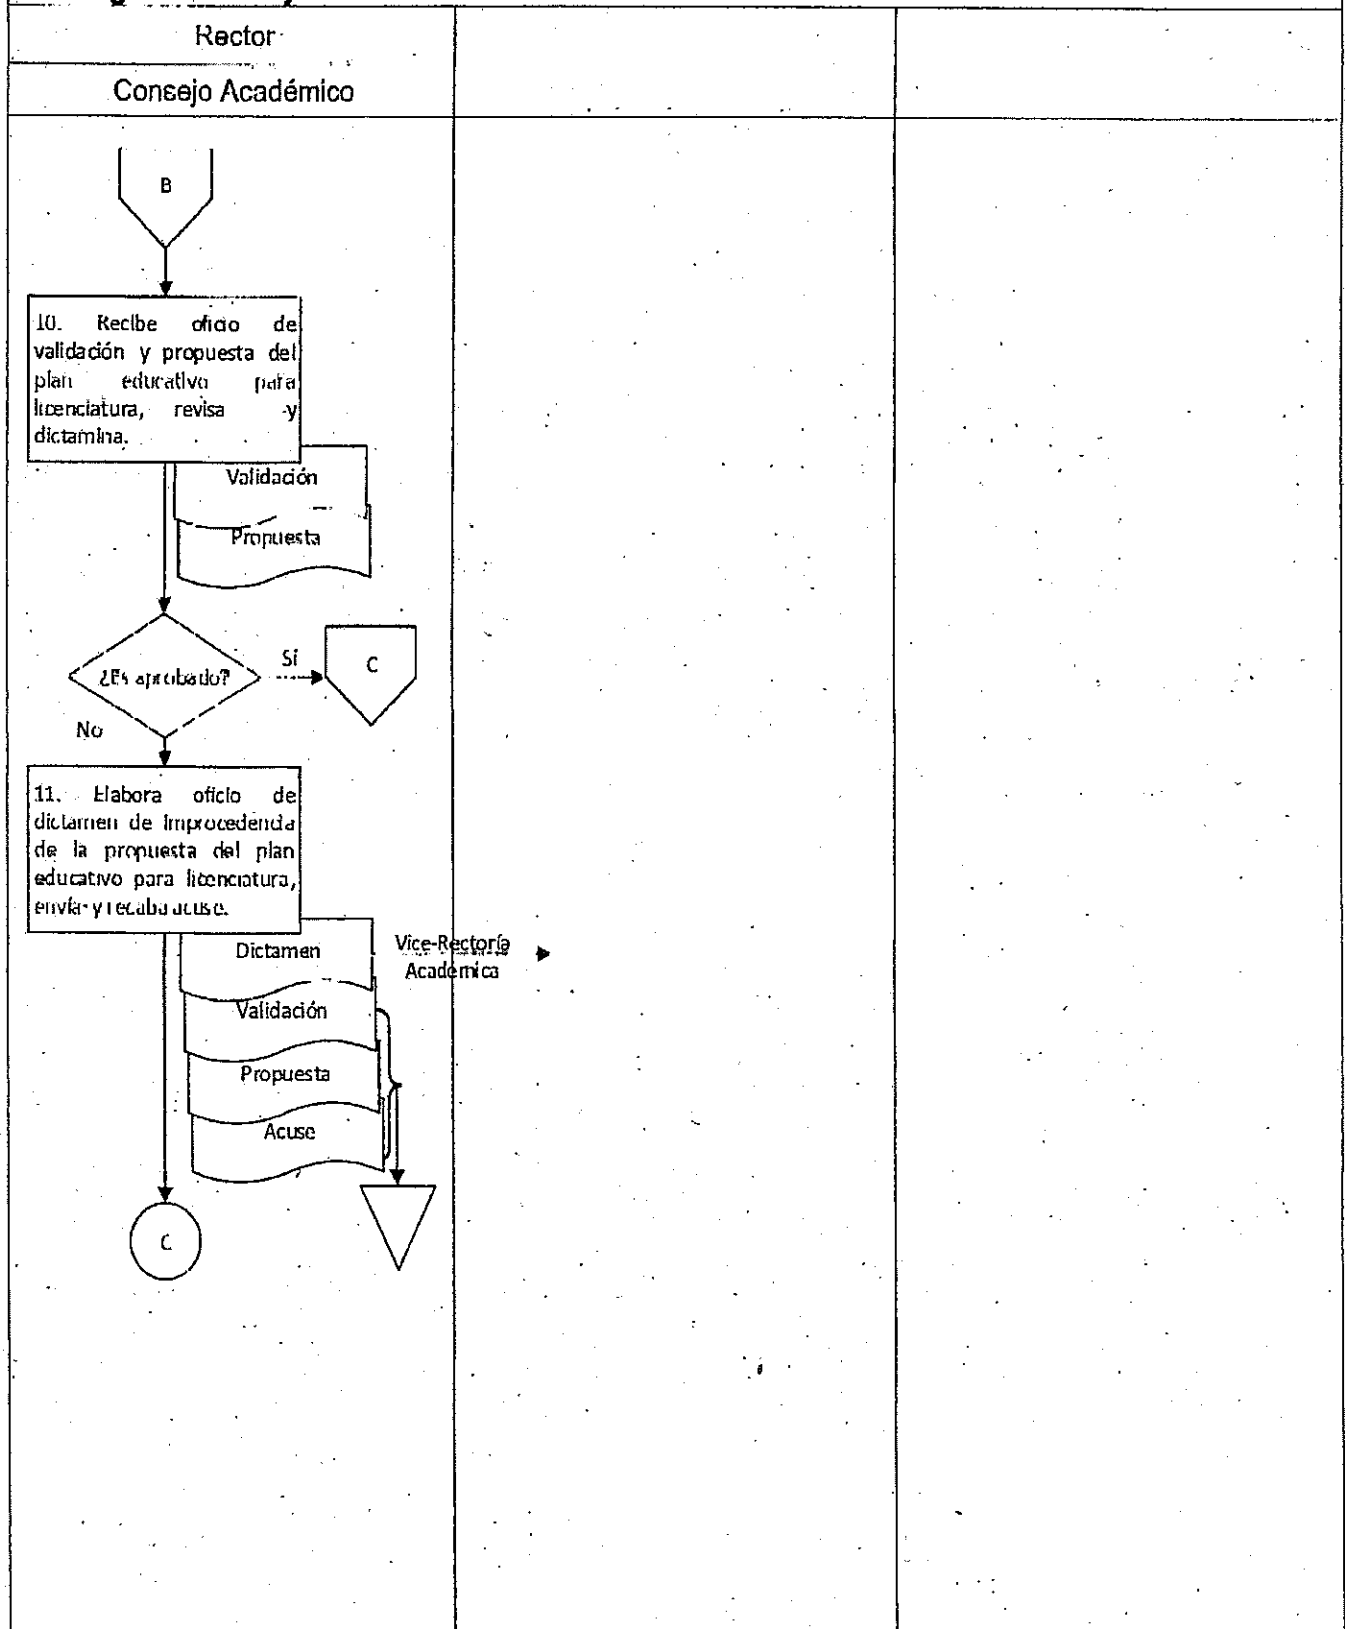 Rector
Consejo Académico
B
10. Recibe oficio de
validación y propuesta del
plan educativo para
licenciatura, revisa y
dictamina.
Validación
Propuesta
¿Es aprobado?
Sí
C
No
11. Elabora oficio de
dictamen de improcedencia
de la propuesta del plan
educativo para licenciatura,
envía y recaba acuse.
Dictamen
Vice-Rectoría
Académica
Validación
Propuesta
Acuse
C